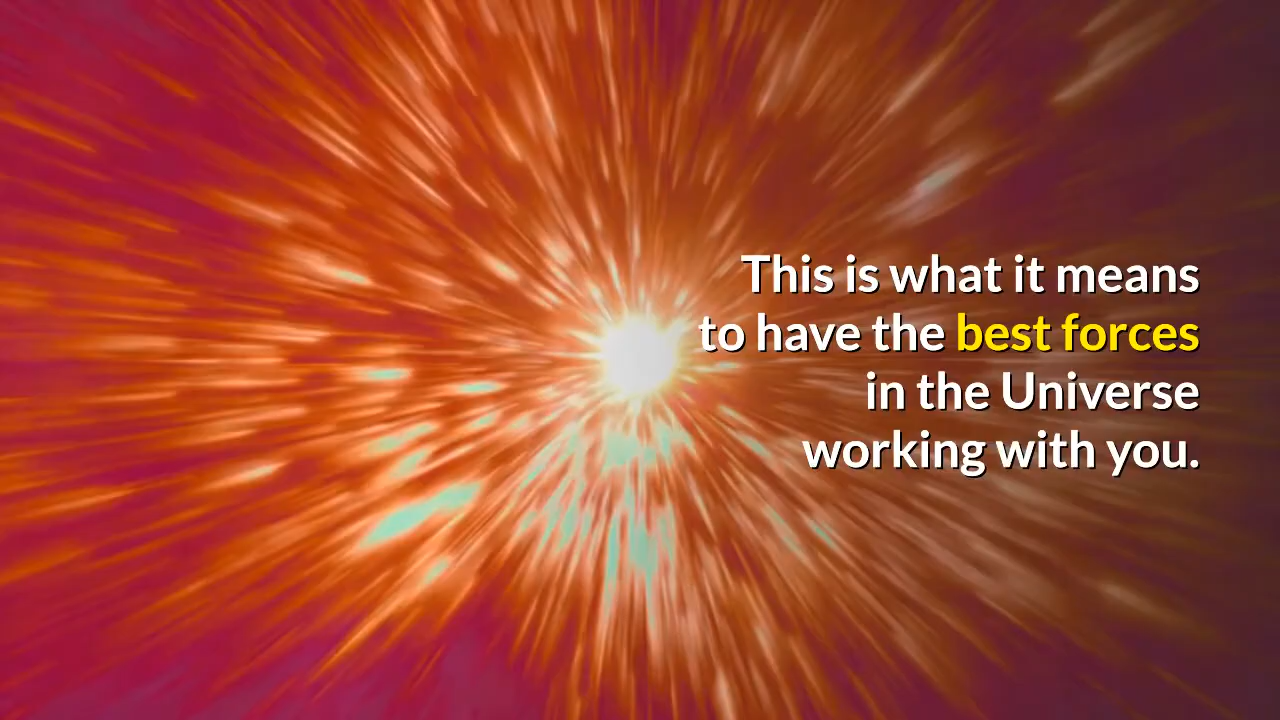 This is what it means
to have the best forces
in the Universe
working with you.